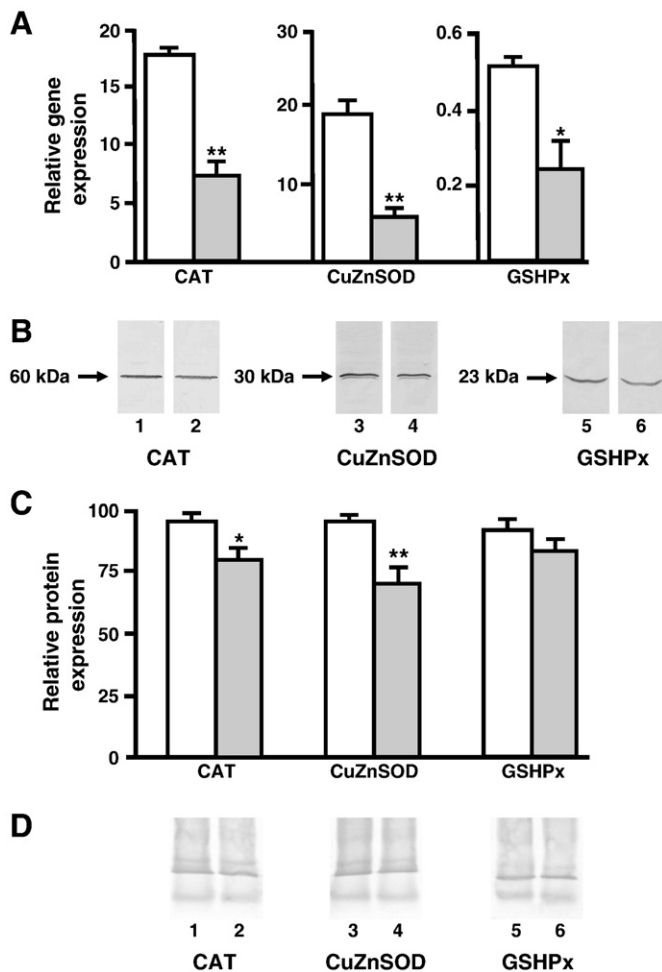 A
Relative gene expression
20
15
10
5
0
**
CAT
30
20
10
**
CuZnSOD
0.6
0.4
0.2
*
GSHPx
B
60 kDa
1 2
CAT
30 kDa
3 4
CuZnSOD
23 kDa
5 6
GSHPx
C
Relative protein expression
100
75
50
25
0
*
**
CAT CuZnSOD GSHPx
D
1 2 3 4 5 6
CAT CuZnSOD GSHPx